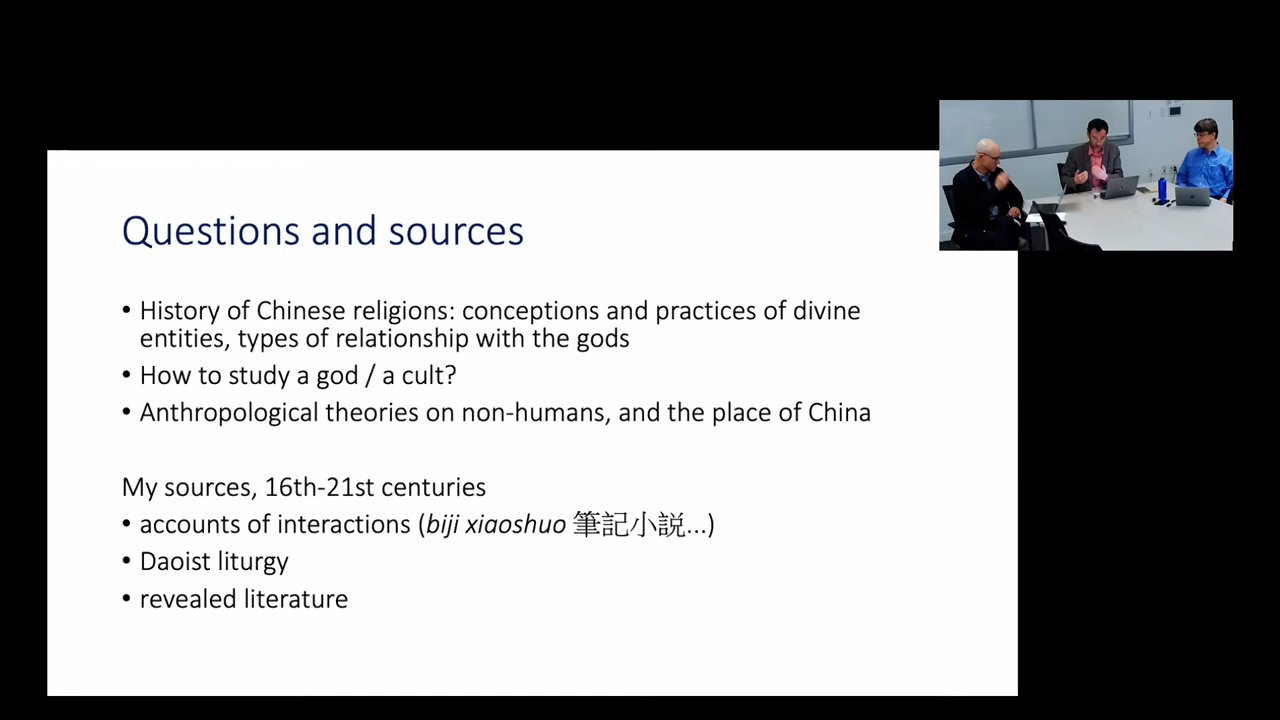 Questions and sources
• History of Chinese religions: conceptions and practices of divine
entities, types of relationship with the gods
• How to study a god / a cult?
• Anthropological theories on non-humans, and the place of China
My sources, 16th-21st centuries
• accounts of interactions (biji xiaoshuo 筆記小説...)
• Daoist liturgy
• revealed literature